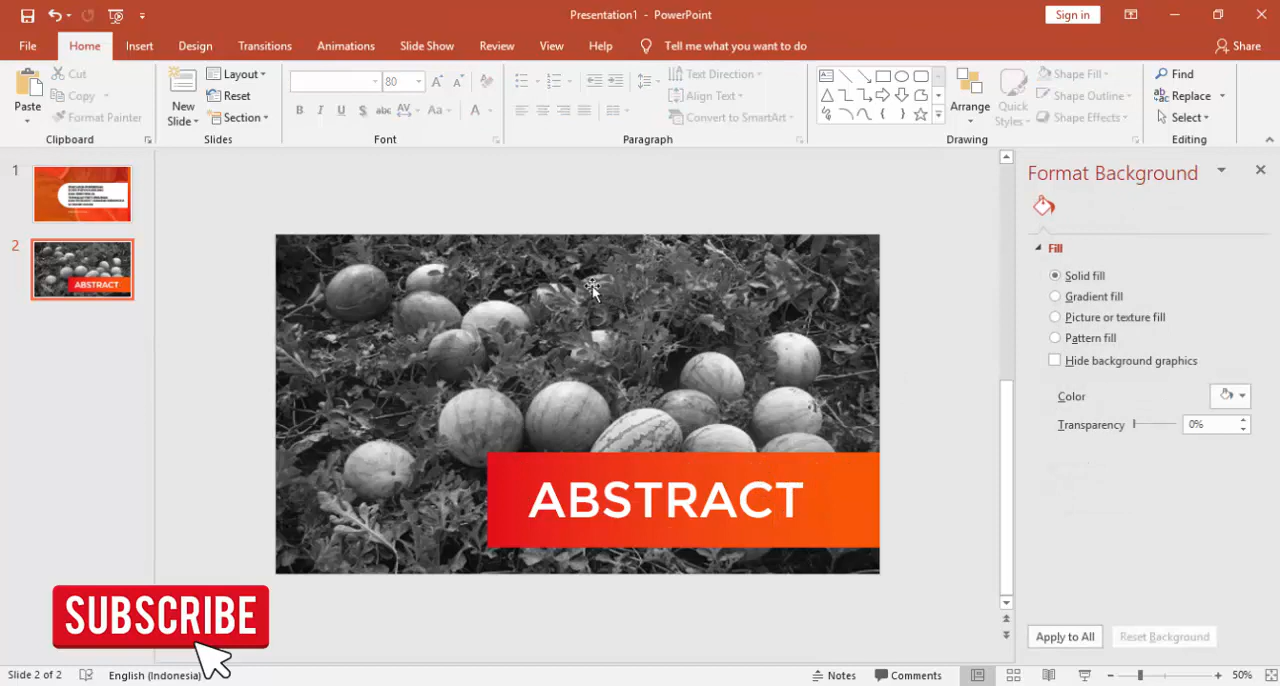 Presentation1 - PowerPoint
Sign in
File Home Insert Design Transitions Animations Slide Show Review View Help Tell me what you want to do Share
Paste
Cut
Copy
Format Painter
Clipboard
New Slide
Layout
Reset
Section
Slides
80
B I U S abc AV Aa A
Font
Text Direction
Align Text
Convert to SmartArt
Paragraph
Arrange
Quick Styles
Shape Fill
Shape Outline
Shape Effects
Drawing
Find
Replace
Select
Editing
1
2
ABSTRACT
ABSTRACT
Format Background
Fill
Solid fill
Gradient fill
Picture or texture fill
Pattern fill
Hide background graphics
Color
Transparency 0%
Apply to All Reset Background
SUBSCRIBE
Slide 2 of 2 English (Indonesia) Notes Comments 50%